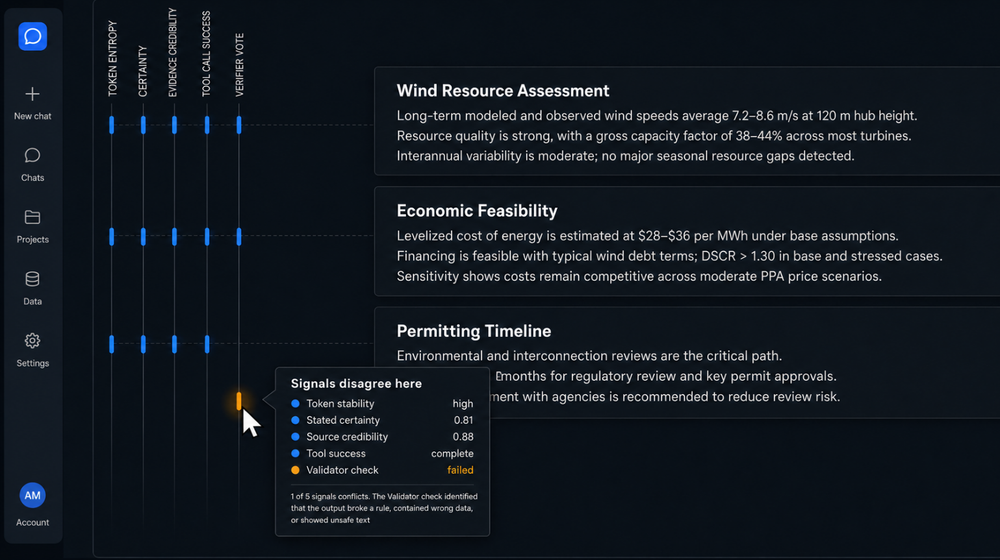 New chat
Chats
Projects
Data
Settings
AM
Account
TOKEN ENTROPY
CERTAINTY
EVIDENCE CREDIBILITY
TOOL CALL SUCCESS
VERIFIER VOTE
Wind Resource Assessment
Long-term modeled and observed wind speeds average 7.2–8.6 m/s at 120 m hub height.
Resource quality is strong, with a gross capacity factor of 38–44% across most turbines.
Interannual variability is moderate; no major seasonal resource gaps detected.
Economic Feasibility
Levelized cost of energy is estimated at $28–$36 per MWh under base assumptions.
Financing is feasible with typical wind debt terms; DSCR > 1.30 in base and stressed cases.
Sensitivity shows costs remain competitive across moderate PPA price scenarios.
Permitting Timeline
Environmental and interconnection reviews are the critical path.
months for regulatory review and key permit approvals.
ment with agencies is recommended to reduce review risk.
Signals disagree here
Token stability high
Stated certainty 0.81
Source credibility 0.88
Tool success complete
Validator check failed
1 of 5 signals conflicts. The Validator check identified
that the output broke a rule, contained wrong data,
or showed unsafe text